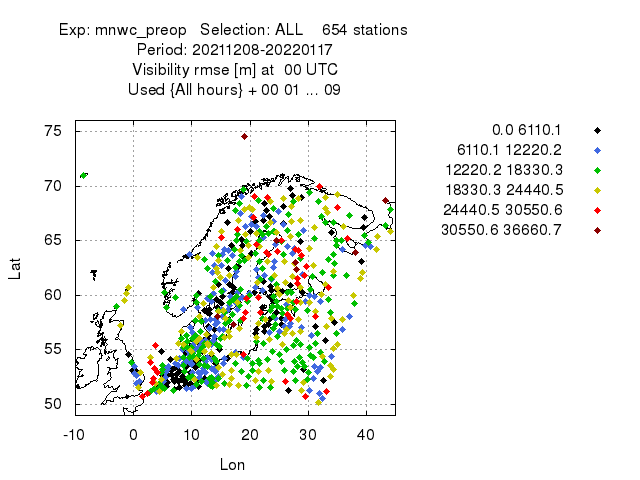 Exp: mnwc_preop   Selection: ALL    654 stations
Period: 20211208-20220117
Visibility rmse [m] at  00 UTC
Used {All hours} + 00 01 ... 09
75
70
65
60
55
50
Lat
-10 0 10 20 30 40
Lon
0.0 6110.1
6110.1 12220.2
12220.2 18330.3
18330.3 24440.5
24440.5 30550.6
30550.6 36660.7